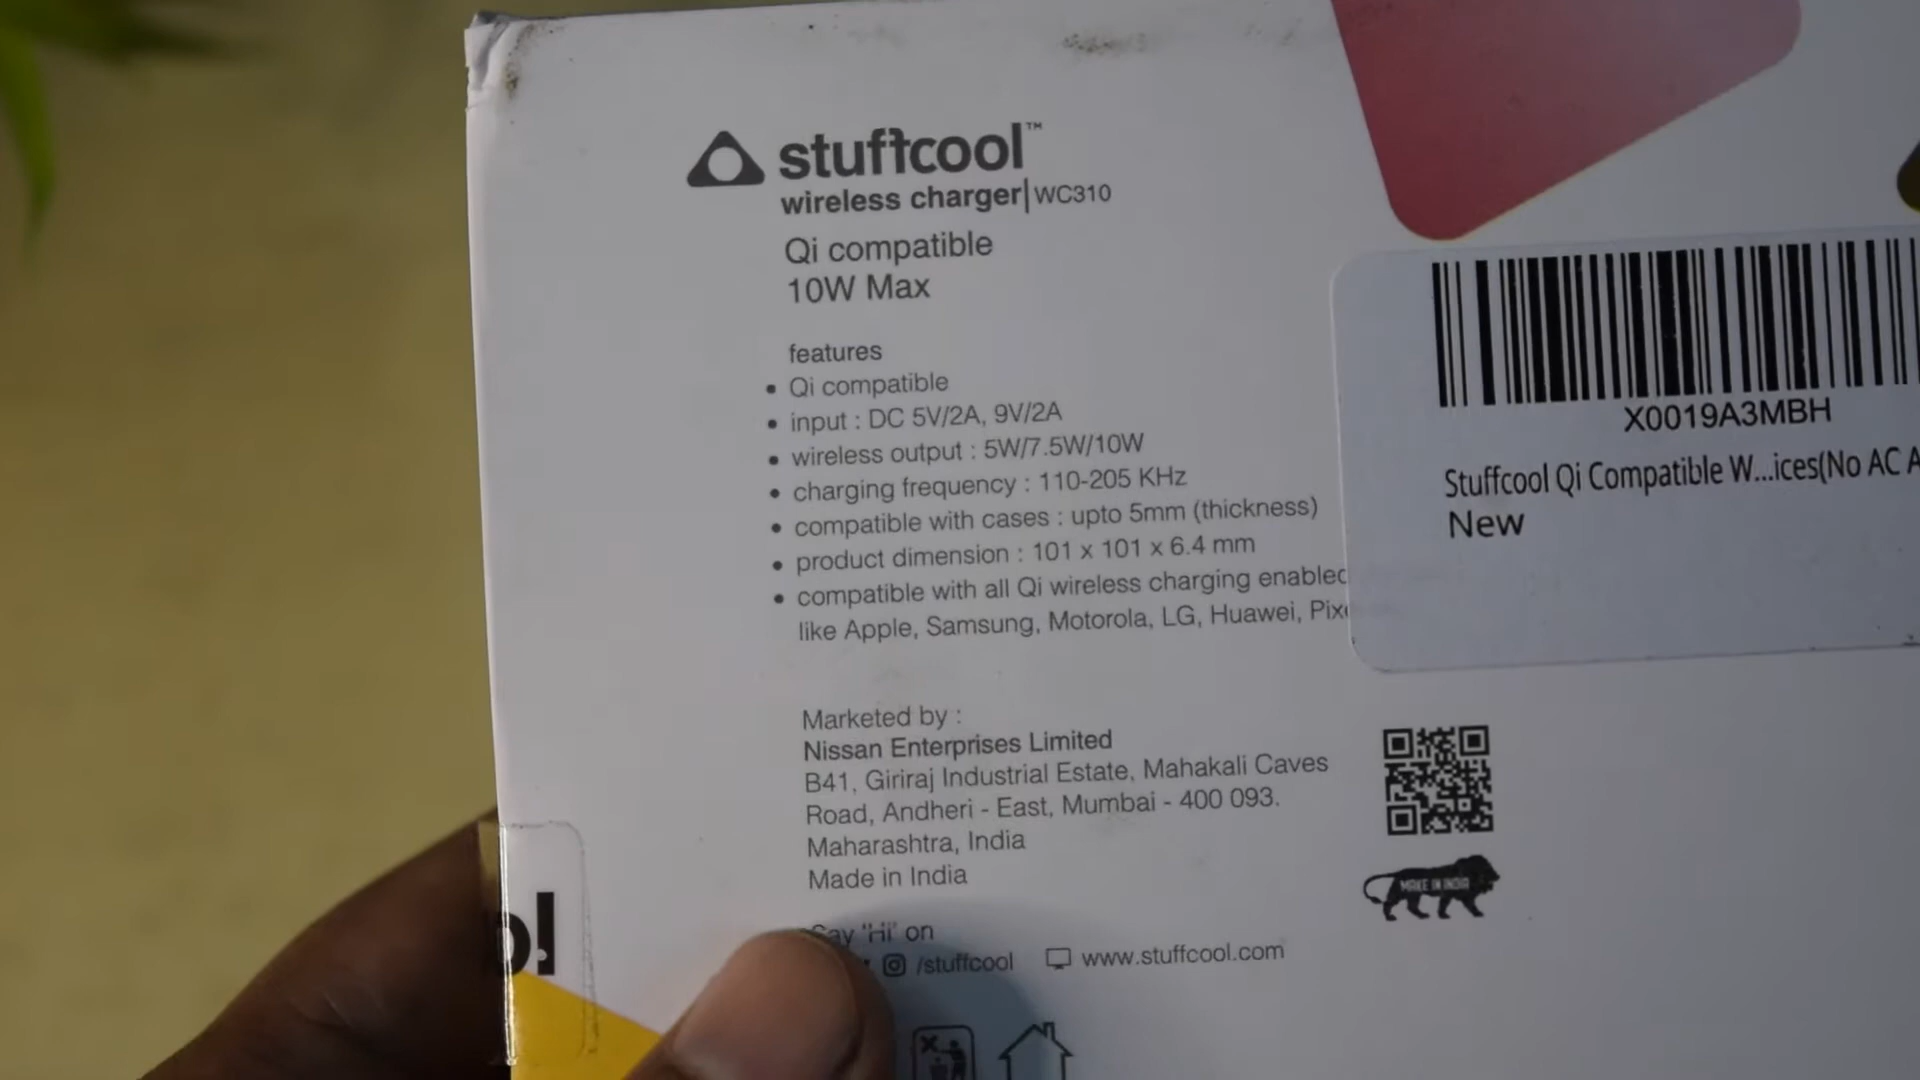 stuffcool™
wireless charger|WC310
Qi compatible
10W Max
features
• Qi compatible
• input : DC 5V/2A, 9V/2A
• wireless output : 5W/7.5W/10W
• charging frequency : 110-205 KHz
• compatible with cases : upto 5mm (thickness)
• product dimension : 101 x 101 x 6.4 mm
• compatible with all Qi wireless charging enabled
like Apple, Samsung, Motorola, LG, Huawei, Pix
X0019A3MBH
Stuffcool Qi Compatible W...ices(No AC A
New
Marketed by :
Nissan Enterprises Limited
B41, Giriraj Industrial Estate, Mahakali Caves
Road, Andheri - East, Mumbai - 400 093.
Maharashtra, India
Made in India
MAKE IN INDIA
Say 'Hi' on
/stuffcool www.stuffcool.com